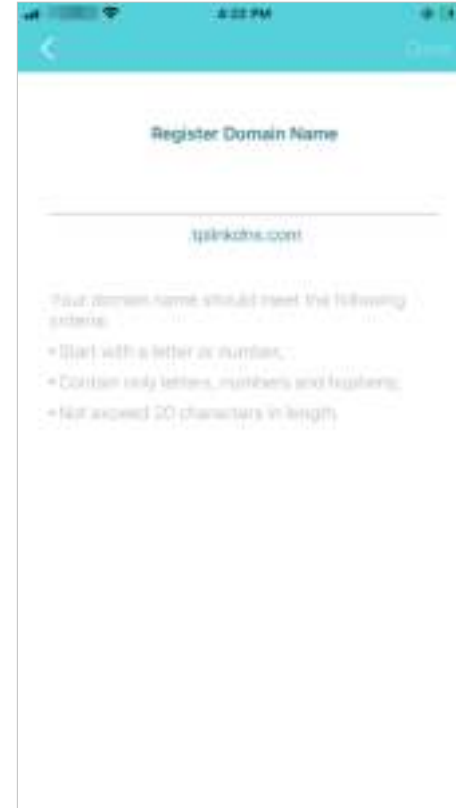 4:22 PM
Done
Register Domain Name
tplinkdns.com
Your domain name should meet the following
criteria:
• Start with a letter or number;
• Contain only letters, numbers and hyphens;
• Not exceed 20 characters in length.